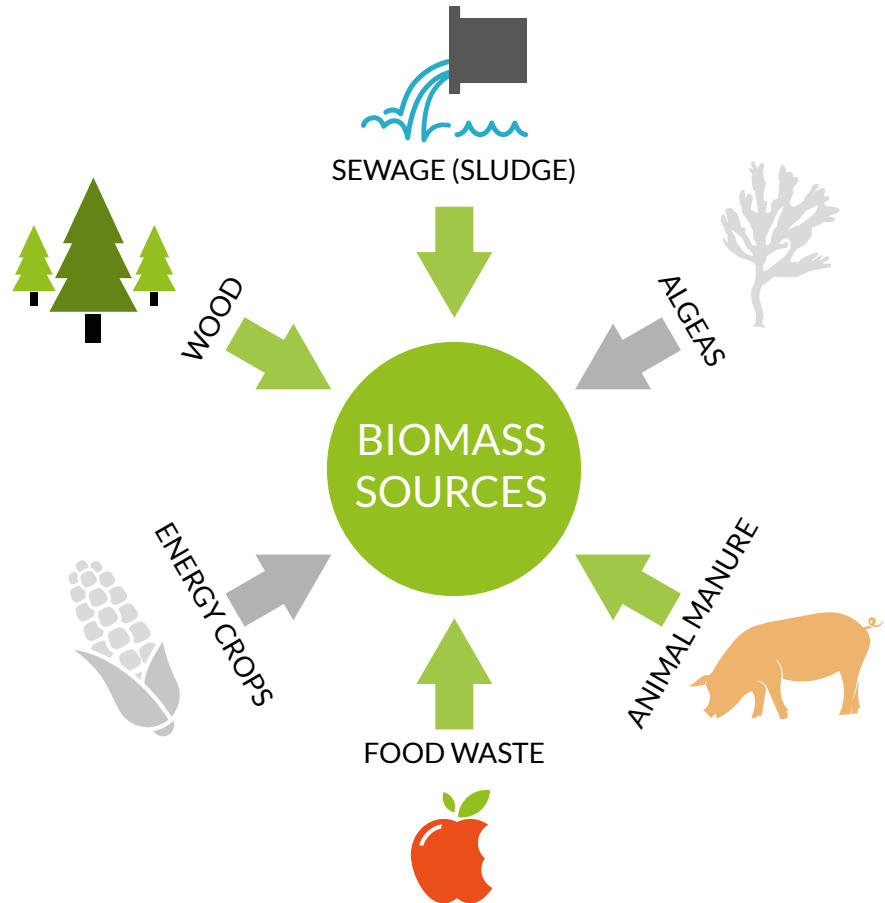 SEWAGE (SLUDGE)
WOOD
ALGEAS
BIOMASS
SOURCES
ENERGY CROPS
ANIMAL MANURE
FOOD WASTE